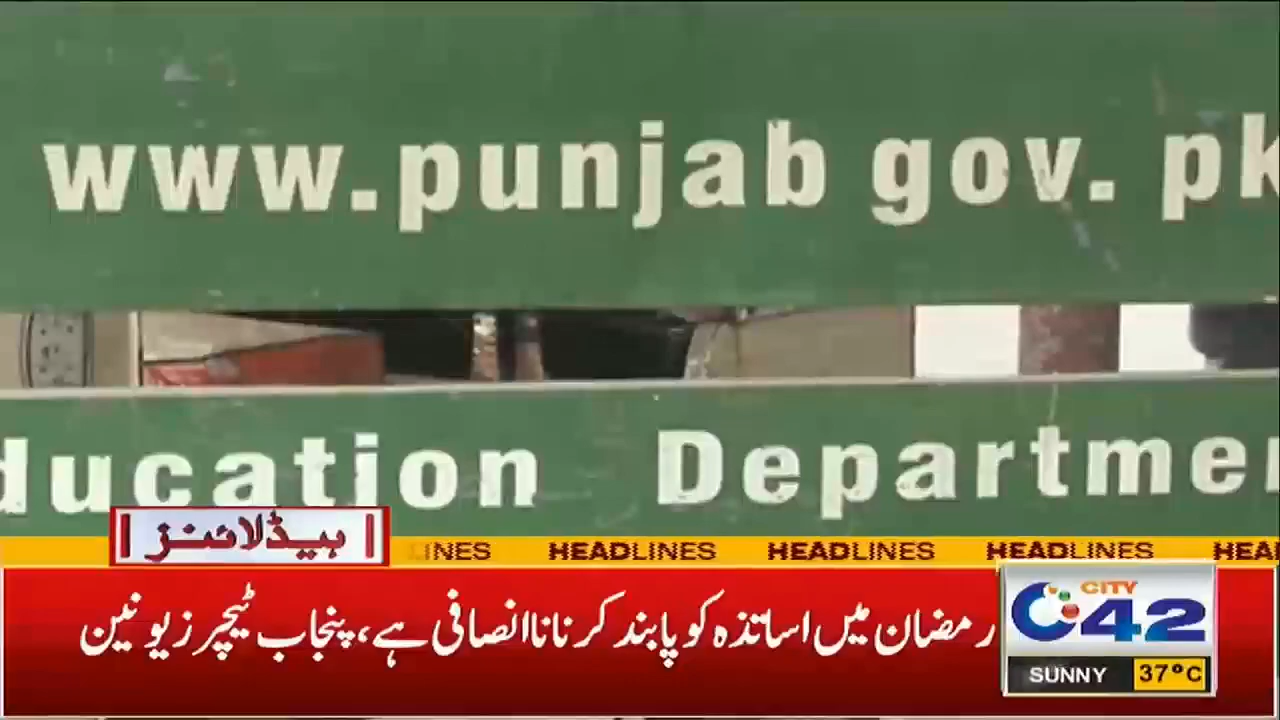 www.punjab gov. pk
ducation Departme
ہیڈلائنز
LINES HEADLINES HEADLINES HEADLINES HEA
رمضان میں اساتذہ کو پابند کرنا ناانصافی ہے، پنجاب ٹیچرز یونین
CITY
42
SUNNY 37°C